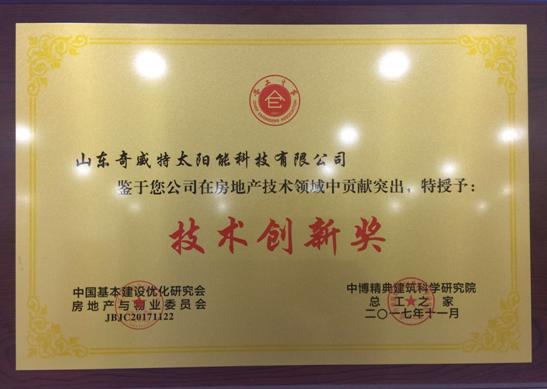 山东奇威特太阳能科技有限公司
鉴于您公司在房地产技术领域中贡献突出，特授予：
技术创新奖
中国基本建设优化研究会
房地产与物业委员会
JBJC20171122
中博精典建筑科学研究院
总工之家
二〇一七年十一月